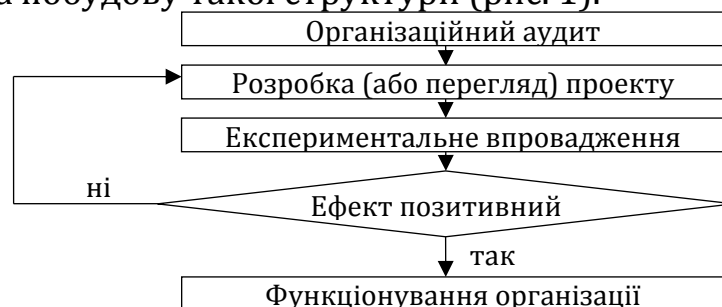 побудову такої структури (рис. 1).
Організаційний аудит
Розробка (або перегляд) проекту
Експериментальне впровадження
ні
Ефект позитивний
так
Функціонування організації